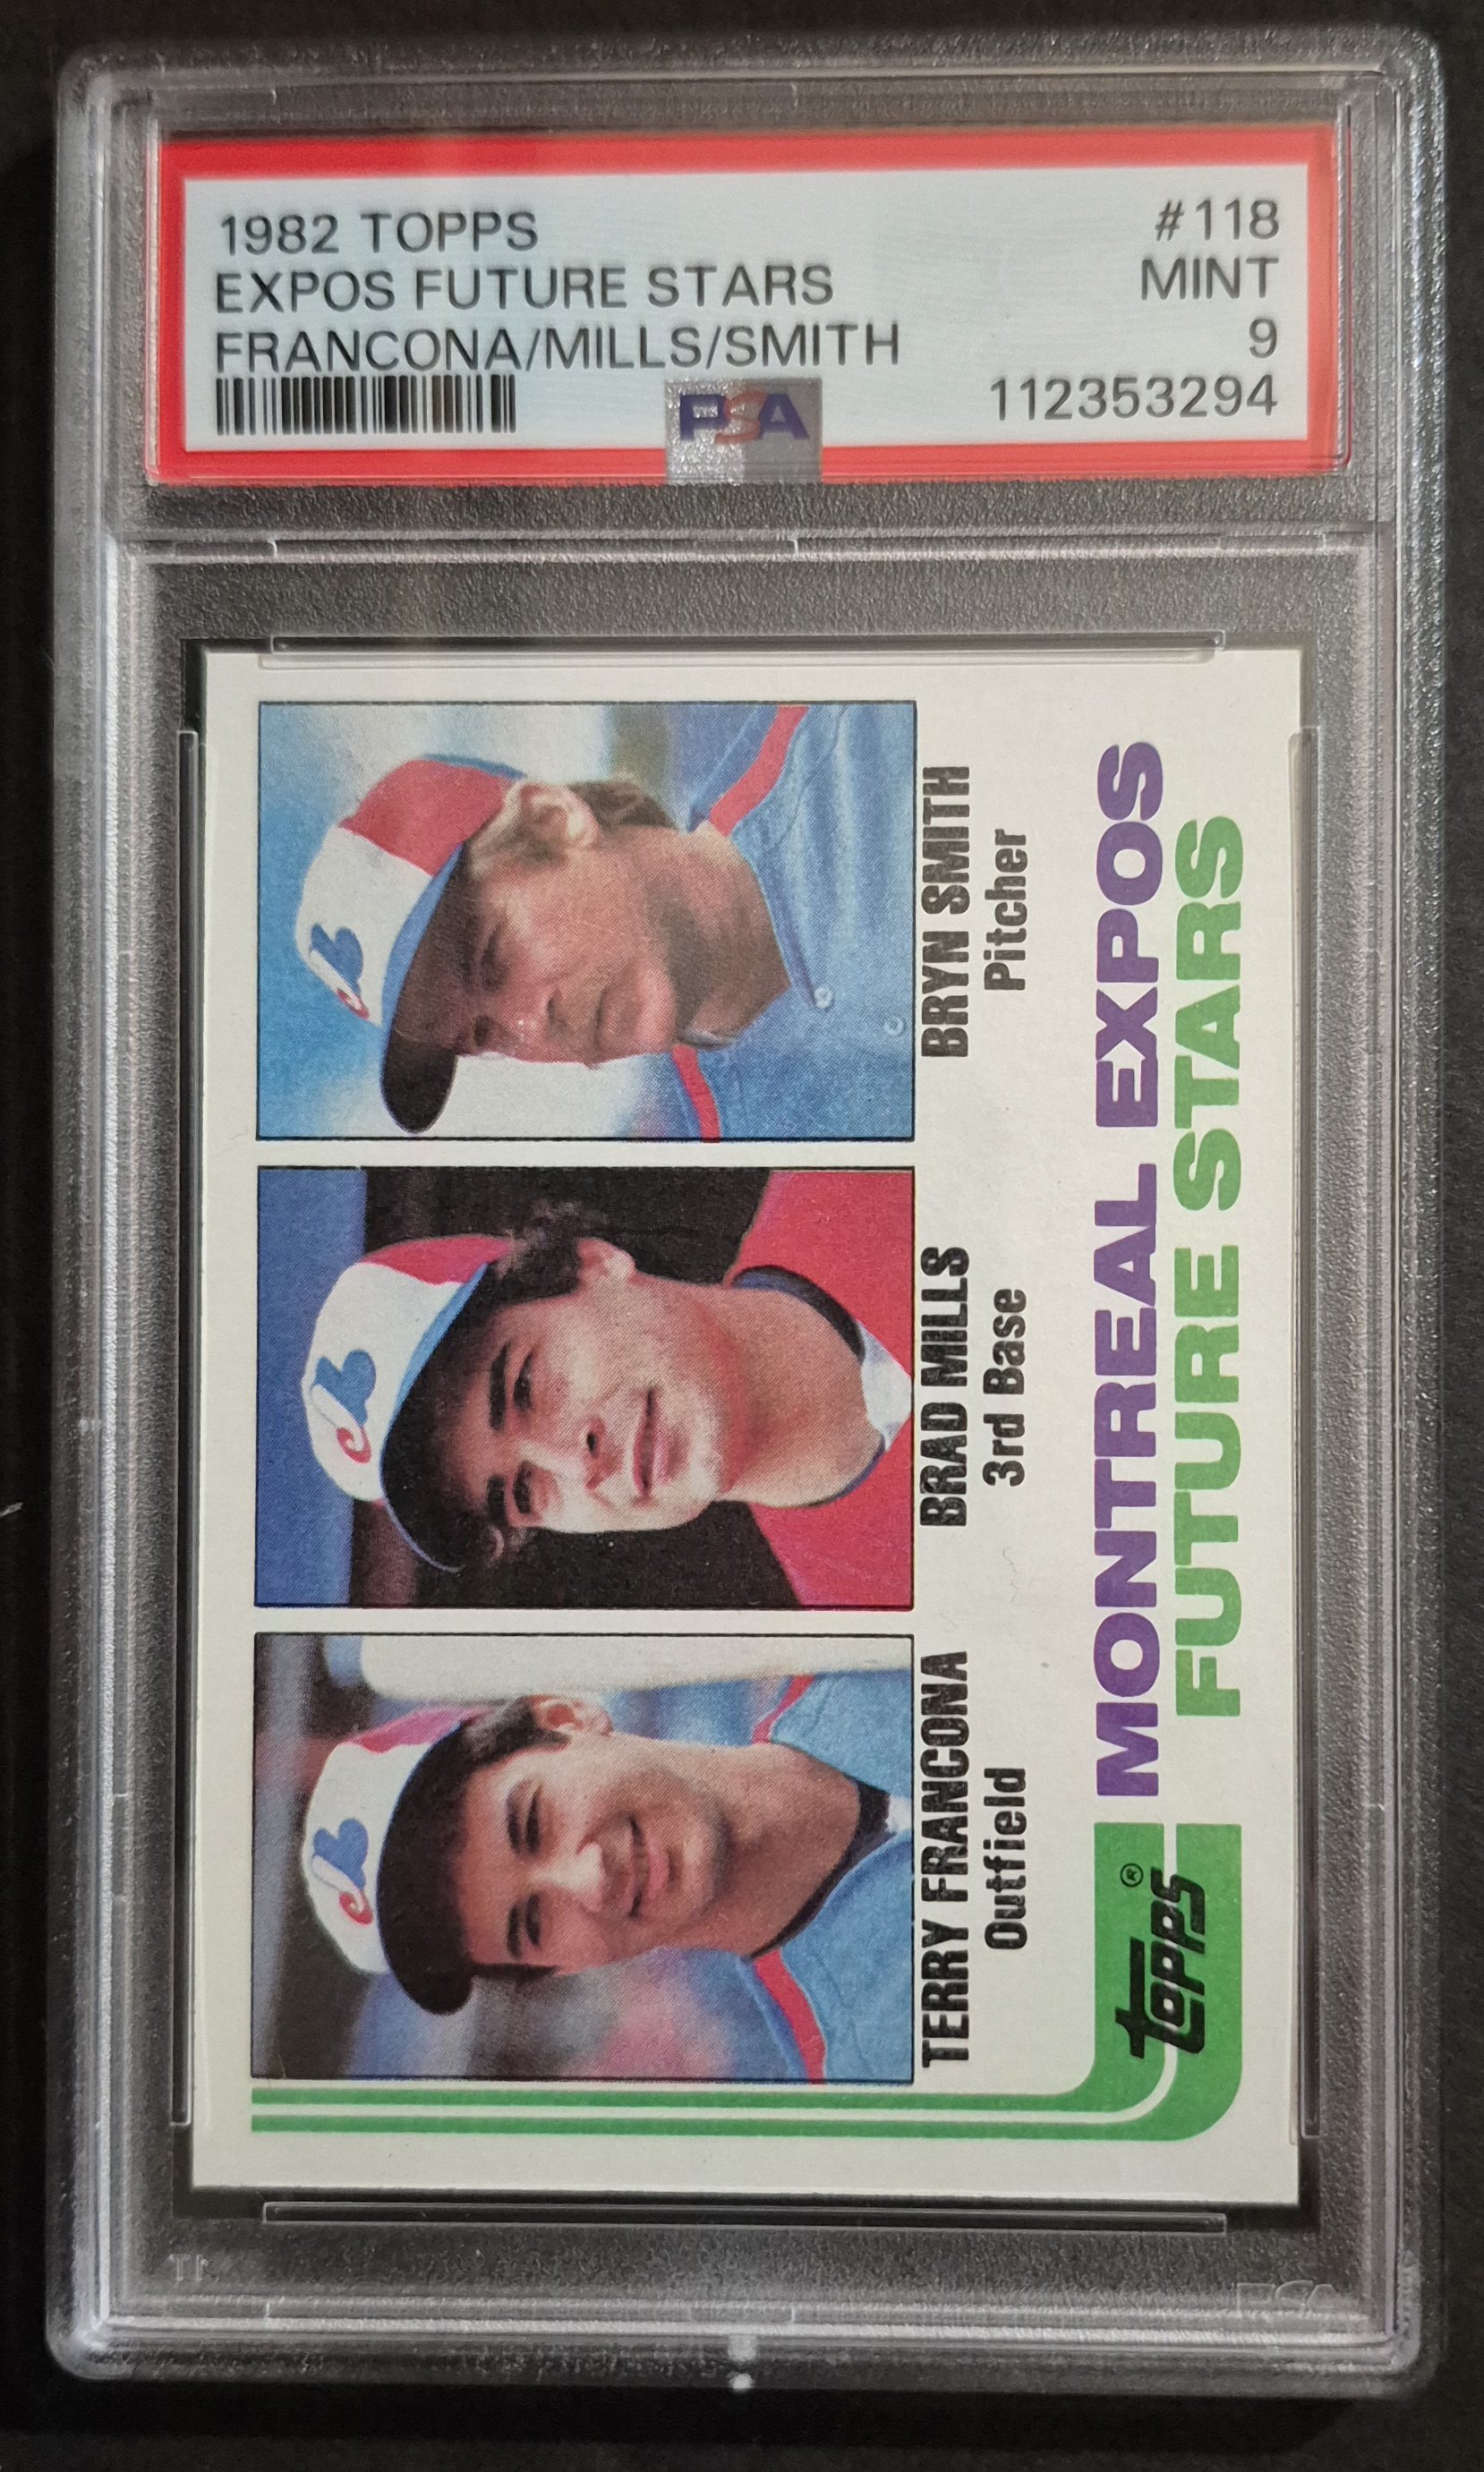 1982 TOPPS #118
EXPOS FUTURE STARS MINT
FRANCONA/MILLS/SMITH 9
PSA 112353294
TERRY FRANCONA
Outfield
BRAD MILLS
3rd Base
BRYN SMITH
Pitcher
topps®
MONTREAL EXPOS
FUTURE STARS
PSA